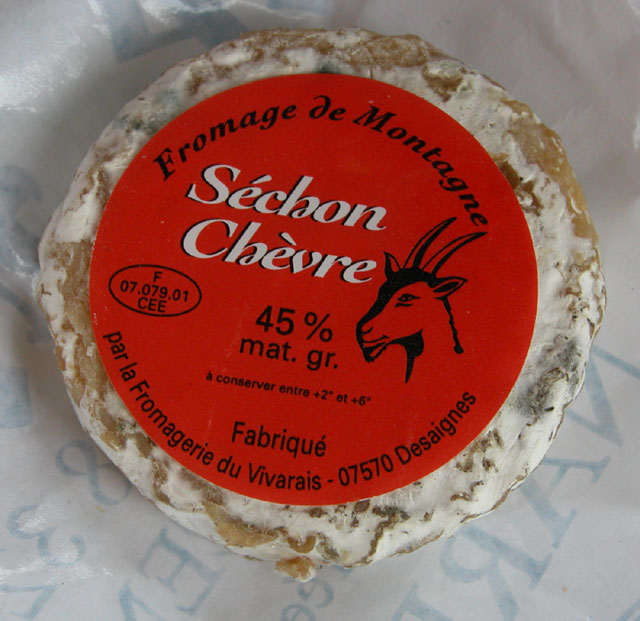 Fromage de Montagne
Séchon
Chèvre
F
07.079.01
CEE
45 %
mat. gr.
à conserver entre +2° et +6°
Fabriqué
par la Fromagerie du Vivarais - 07570 Desaignes